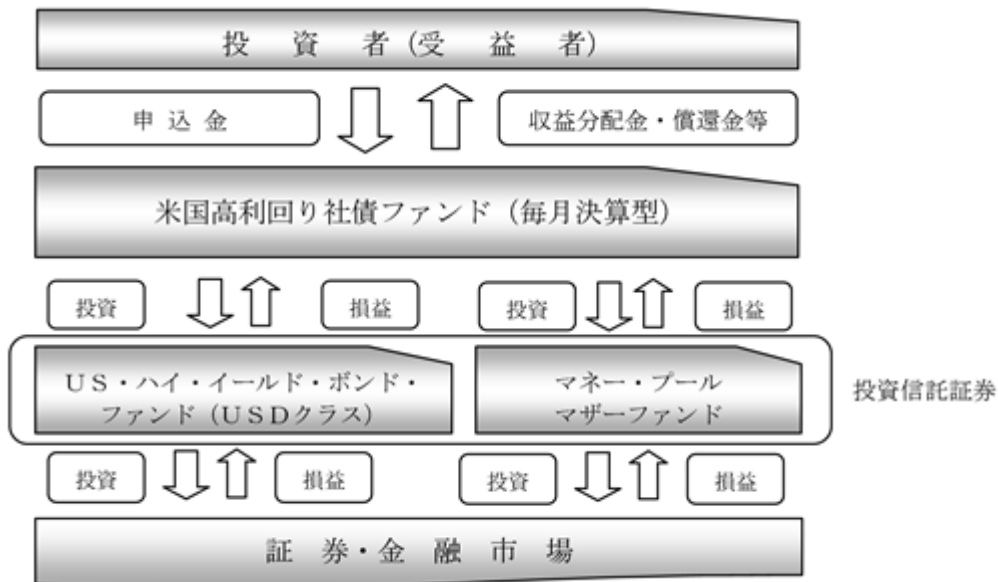 投 資 者（受 益 者）
申 込 金
収益分配金・償還金等
米国高利回り社債ファンド（毎月決算型）
投資
損益
投資
損益
ＵＳ・ハイ・イールド・ボンド・
ファンド（ＵＳＤクラス）
マネー・プール
マザーファンド
投資信託証券
投資
損益
投資
損益
証 券・金 融 市 場